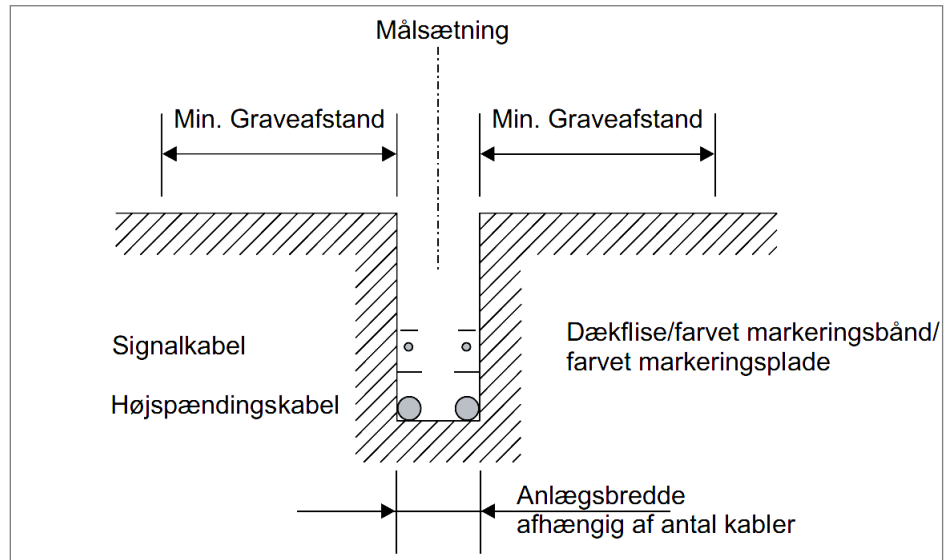 Målsætning
Min. Graveafstand
Min. Graveafstand
Signalkabel
Dækflise/farvet markeringsbånd/
farvet markeringsplade
Højspændingskabel
Anlægsbredde
afhængig af antal kabler